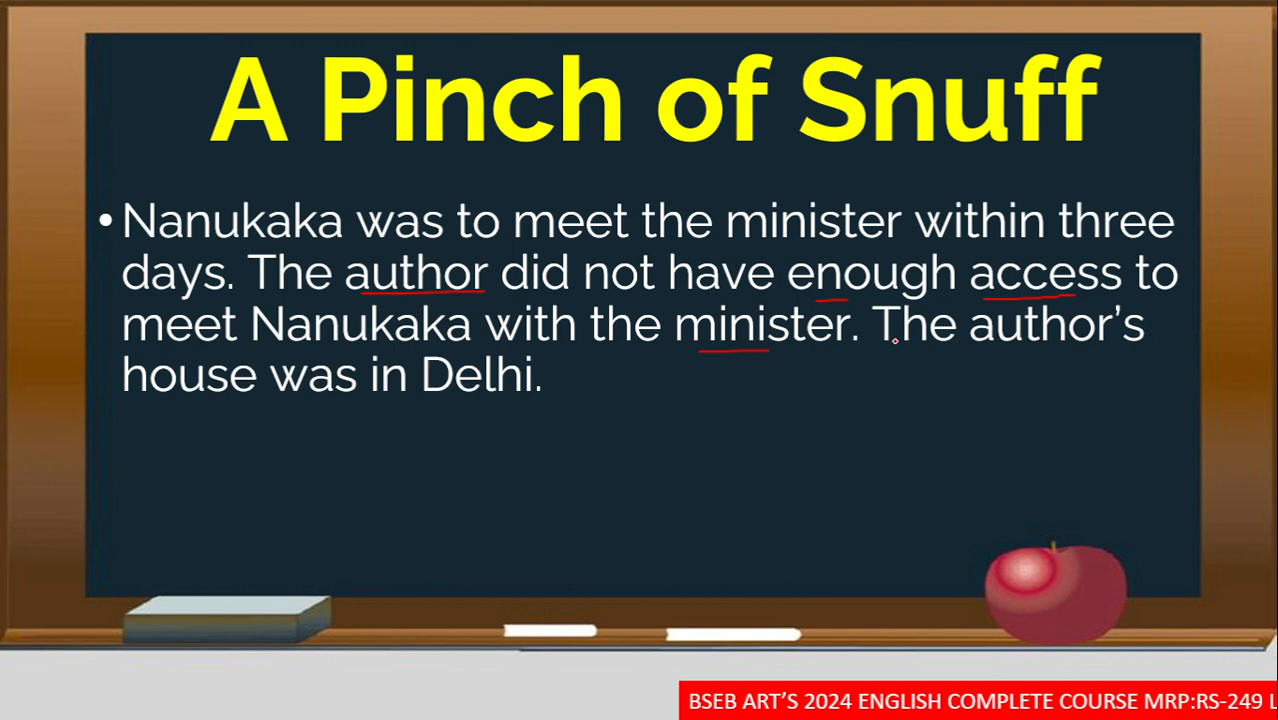 A Pinch of Snuff
• Nanukaka was to meet the minister within three
days. The author did not have enough access to
meet Nanukaka with the minister. The author’s
house was in Delhi.
BSEB ART’S 2024 ENGLISH COMPLETE COURSE MRP:RS-249 L